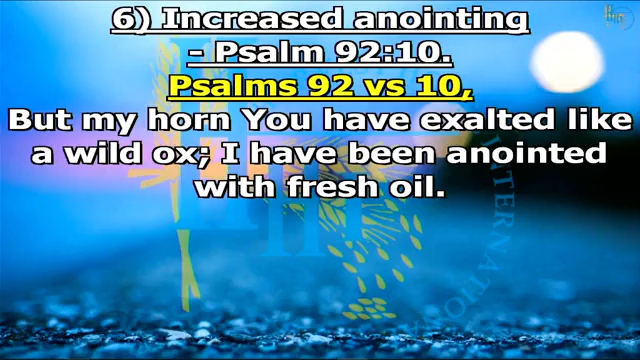 6) Increased anointing
- Psalm 92:10.
Psalms 92 vs 10,
But my horn You have exalted like
a wild ox; I have been anointed
with fresh oil.
INTERNATIO